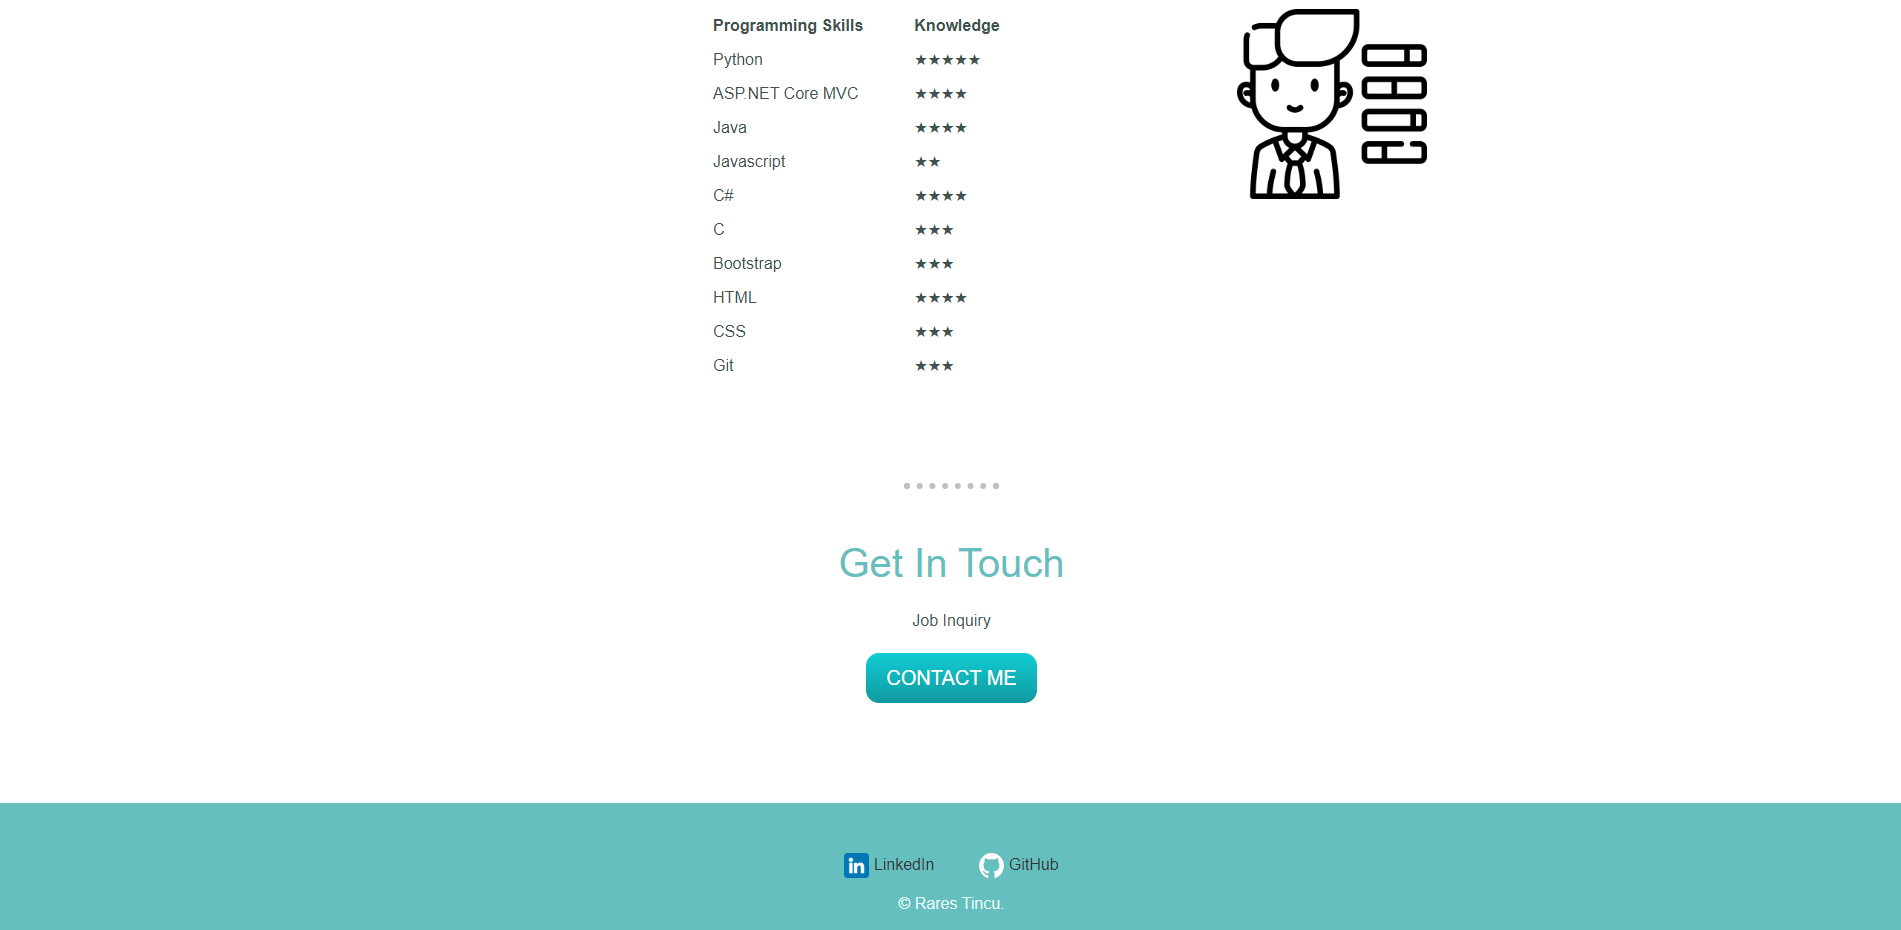 Programming Skills Knowledge
Python ★★★★★
ASP.NET Core MVC ★★★★
Java ★★★★
Javascript ★★
C# ★★★★
C ★★★
Bootstrap ★★★
HTML ★★★★
CSS ★★★
Git ★★★
Get In Touch
Job Inquiry
CONTACT ME
in LinkedIn GitHub
© Rares Tincu.